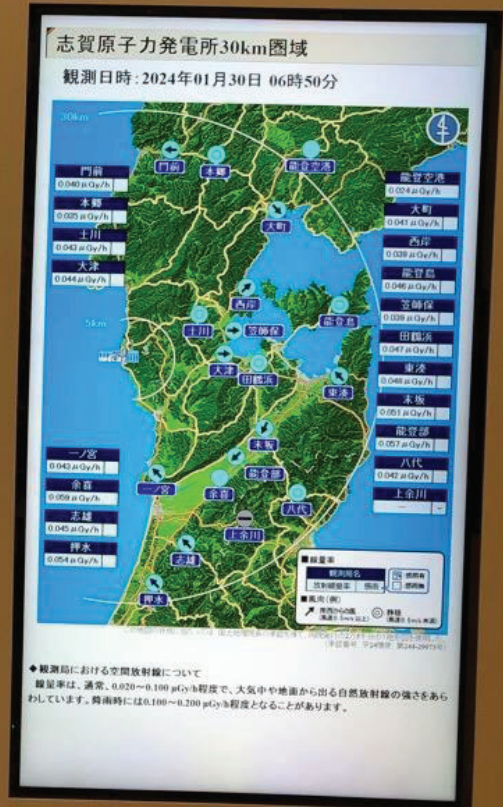 志賀原子力発電所30km圏域
観測日時:2024年01月30日 06時50分
30km
門前
0.040 μGy/h
本郷
0.025 μGy/h
土川
0.043 μGy/h
大津
0.044 μGy/h
能登空港
0.024 μGy/h
大町
0.041 μGy/h
西岸
0.039 μGy/h
能登島
0.046 μGy/h
笠師保
0.039 μGy/h
田鶴浜
0.047 μGy/h
東湊
0.048 μGy/h
末坂
0.051 μGy/h
能登部
0.057 μGy/h
八代
0.042 μGy/h
上余川
門前
本郷
能登空港
大町
西岸
土川
笠師保
能登島
5km
大津
田鶴浜
東湊
末坂
能登部
一ノ宮
余喜
八代
上余川
志雄
押水
一ノ宮
0.043 μGy/h
余喜
0.059 μGy/h
志雄
0.045 μGy/h
押水
0.054 μGy/h
■線量率
観測局名
放射線量率
感雨
■風向(例)
静穏
◆観測局における空間放射線について
線量率は、通常、0.020~0.100 μGy/h程度で、大気中や地面から出る自然放射線の強さをあら
わしています。降雨時には0.100~0.200 μGy/h程度となることがあります。